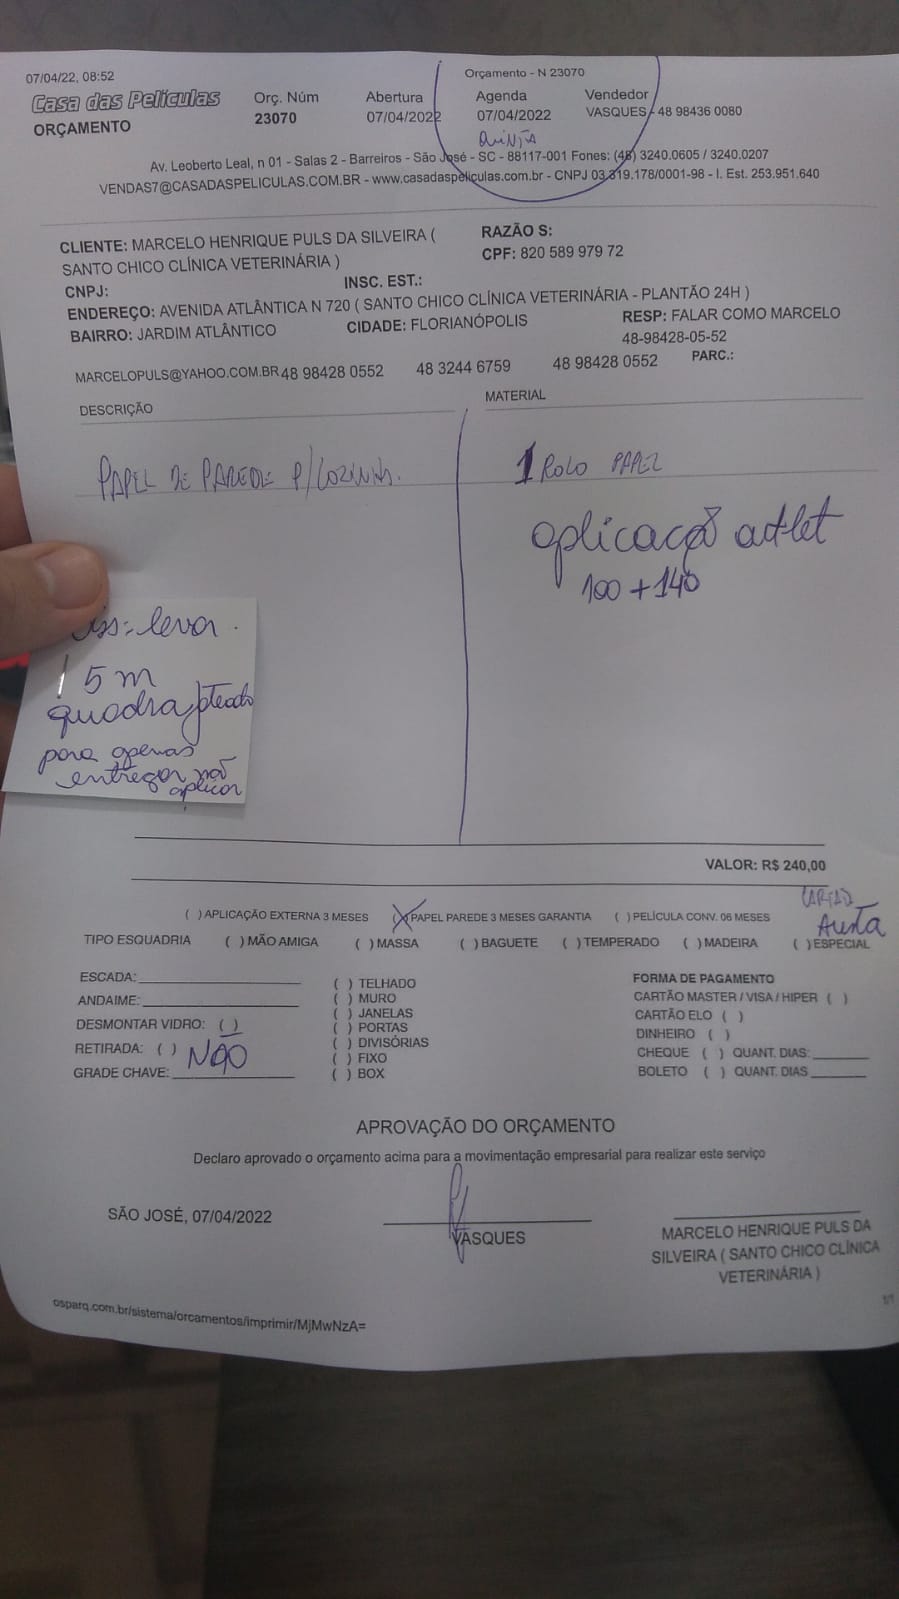 07/04/22, 08:52
Orçamento - N 23070
Casa das Películas
ORÇAMENTO
Orç. Núm
23070
Abertura
07/04/2022
Agenda
07/04/2022
QUINTA
Vendedor
VASQUES - 48 98436 0080
Av. Leoberto Leal, n 01 - Salas 2 - Barreiros - São José - SC - 88117-001 Fones: (48) 3240.0605 / 3240.0207
VENDAS7@CASADASPELICULAS.COM.BR - www.casadaspeliculas.com.br - CNPJ 03.319.178/0001-98 - I. Est. 253.951.640
CLIENTE: MARCELO HENRIQUE PULS DA SILVEIRA (
SANTO CHICO CLÍNICA VETERINÁRIA )
RAZÃO S:
CPF: 820 589 979 72
CNPJ:
INSC. EST.:
ENDEREÇO: AVENIDA ATLÂNTICA N 720 ( SANTO CHICO CLÍNICA VETERINÁRIA - PLANTÃO 24H )
BAIRRO: JARDIM ATLÂNTICO
CIDADE: FLORIANÓPOLIS
RESP: FALAR COMO MARCELO
48-98428-05-52
MARCELOPULS@YAHOO.COM.BR 48 98428 0552 48 3244 6759 48 98428 0552 PARC.:
DESCRIÇÃO
MATERIAL
PAPEL DE PAREDE P/COZINHA.
1 ROLO PAPEL
aplicação
100 + 140
levar
5 m
para apenas
entregar não
aplicar
VALOR: R$ 240,00
( ) APLICAÇÃO EXTERNA 3 MESES (X) PAPEL PAREDE 3 MESES GARANTIA ( ) PELÍCULA CONV. 06 MESES
TIPO ESQUADRIA ( ) MÃO AMIGA ( ) MASSA ( ) BAGUETE ( ) TEMPERADO ( ) MADEIRA ( ) ESPECIAL
ESCADA:
ANDAIME:
DESMONTAR VIDRO: ( )
RETIRADA: ( ) NÃO
GRADE CHAVE:
( ) TELHADO
( ) MURO
( ) JANELAS
( ) PORTAS
( ) DIVISÓRIAS
( ) FIXO
( ) BOX
FORMA DE PAGAMENTO
CARTÃO MASTER / VISA / HIPER ( )
CARTÃO ELO ( )
DINHEIRO ( )
CHEQUE ( ) QUANT. DIAS:
BOLETO ( ) QUANT. DIAS
APROVAÇÃO DO ORÇAMENTO
Declaro aprovado o orçamento acima para a movimentação empresarial para realizar este serviço
SÃO JOSÉ, 07/04/2022
VASQUES
MARCELO HENRIQUE PULS DA
SILVEIRA ( SANTO CHICO CLÍNICA
VETERINÁRIA )
osparq.com.br/sistema/orcamentos/imprimir/MjMwNzA=
1/1